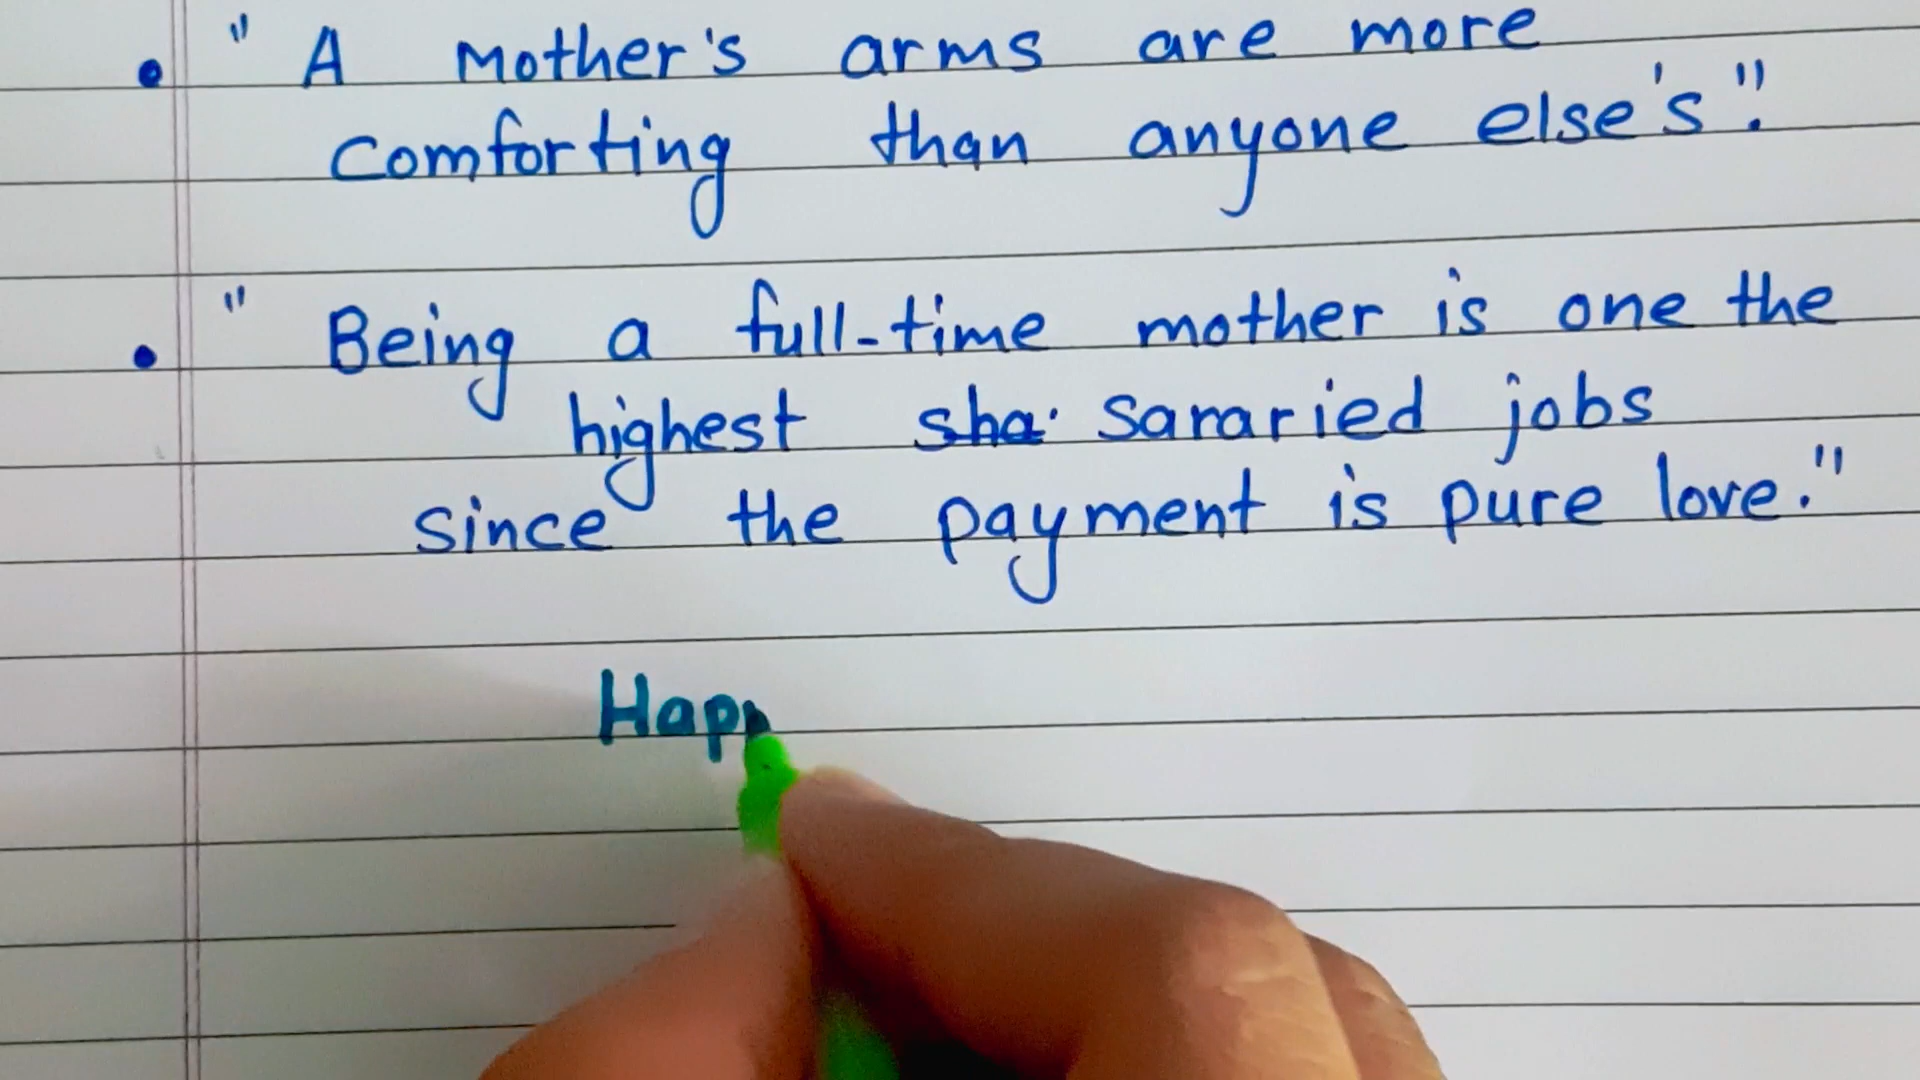 • " A Mother's arms are more
comforting than anyone else's."
• " Being a full-time mother is one the
highest sha sararied jobs
since the payment is pure love."
Hap